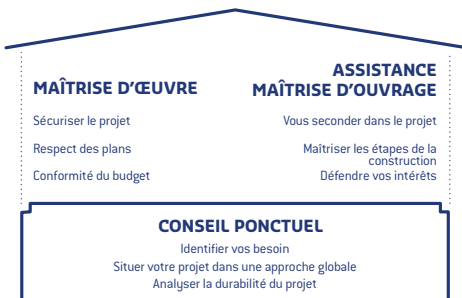 MAÎTRISE D'ŒUVRE
Sécuriser le projet
Respect des plans
Conformité du budget
ASSISTANCE
MAÎTRISE D'OUVRAGE
Vous seconder dans le projet
Maîtriser les étapes de la
construction
Défendre vos intérêts
CONSEIL PONCTUEL
Identifier vos besoin
Situer votre projet dans une approche globale
Analyser la durabilité du projet